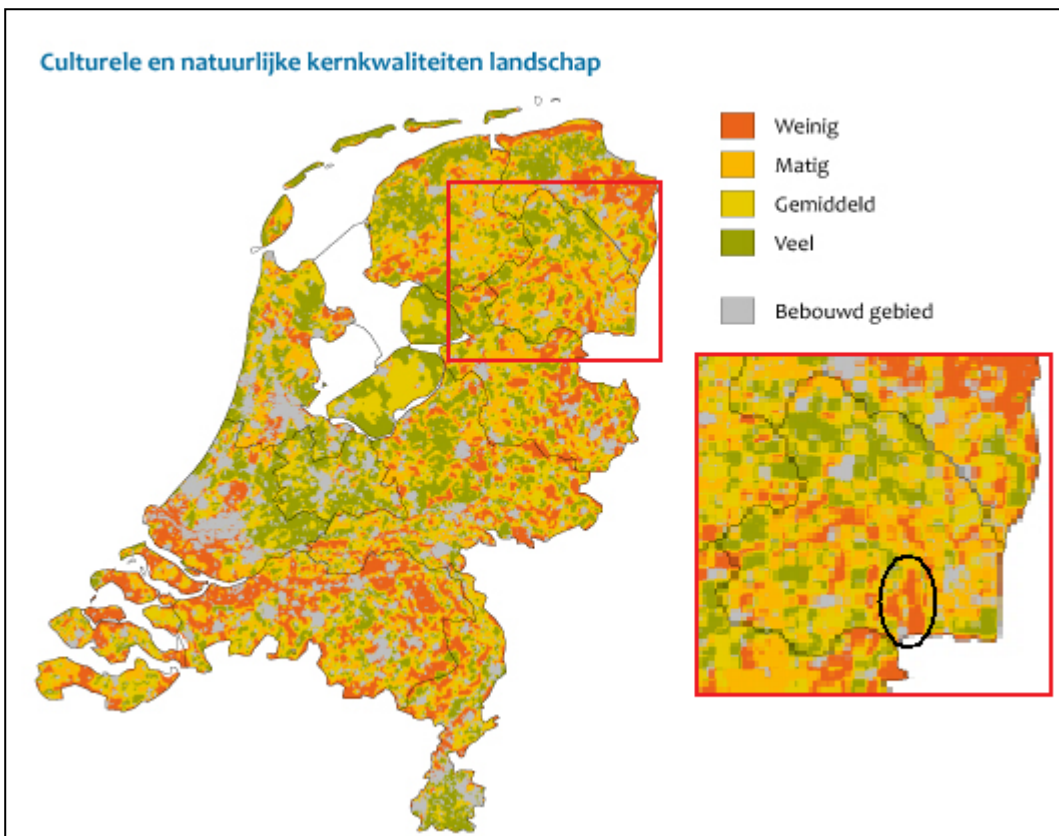 Culturele en natuurlijke kernkwaliteiten landschap
Weinig
Matig
Gemiddeld
Veel
Bebouwd gebied